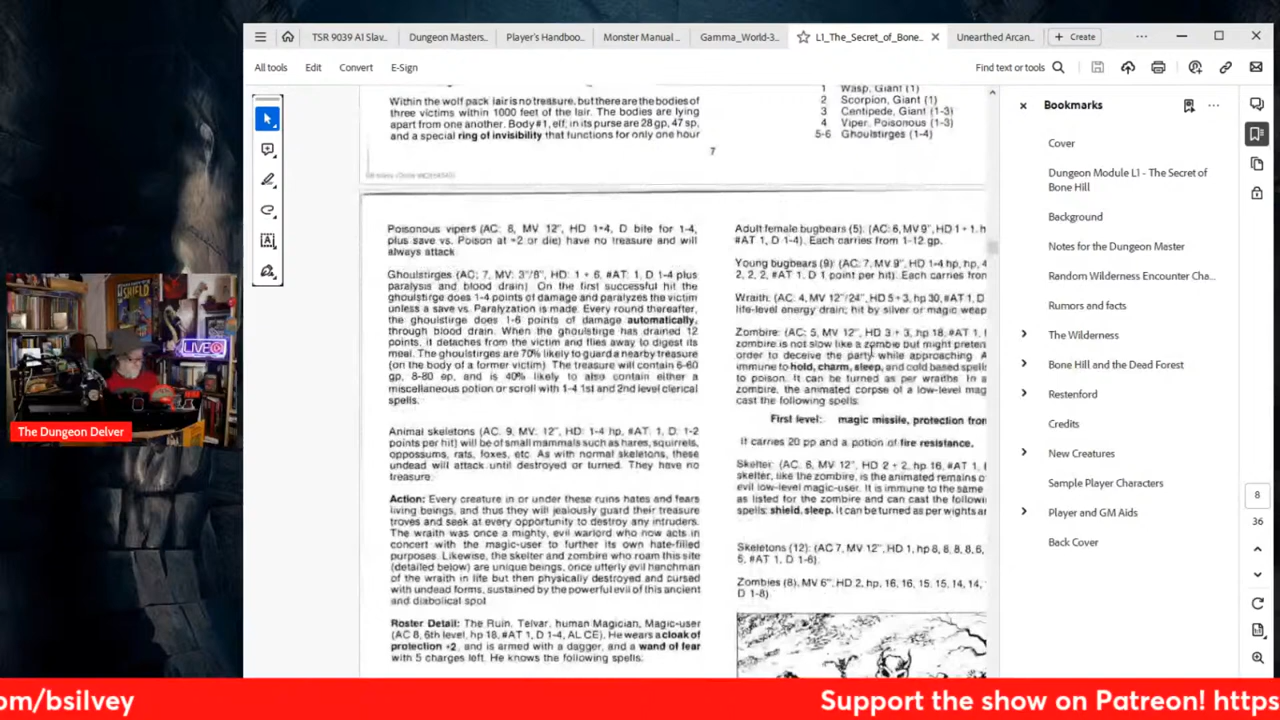 TSR 9039 AI Slav...
Dungeon Masters...
Player's Handboo...
Monster Manual ...
Gamma_World-3...
L1_The_Secret_of_Bone...
Unearthed Arcan...
Create
All tools
Edit
Convert
E-Sign
Find text or tools
Within the wolf pack lair is no treasure, but there are the bodies of
three victims within 1000 feet of the lair. The bodies are lying
apart from one another. Body #1, elf; in its purse are 28 gp, 47 sp,
and a special ring of invisibility that functions for only one hour
1 Wasp, Giant (1)
2 Scorpion, Giant (1)
3 Centipede, Giant (1-3)
4 Viper, Poisonous (1-3)
5-6 Ghoulstirges (1-4)
7
Poisonous vipers (AC: 8, MV 12", HD 1+4, D bite for 1-4,
plus save vs. Poison at +2 or die) have no treasure and will
always attack.
Ghoulstirges (AC; 7, MV: 3"/8", HD: 1 + 6, #AT: 1, D 1-4 plus
paralysis and blood drain) On the first successful hit the
ghoulstirge does 1-4 points of damage and paralyzes the victim
unless a save vs. Paralyzation is made. Every round thereafter,
the ghoulstirge does 1-6 points of damage automatically,
through blood drain. When the ghoulstirge has drained 12
points, it detaches from the victim and flies away to digest its
meal. The ghoulstirges are 70% likely to guard a nearby treasure
(on the body of a former victim) The treasure will contain 6-60
gp, 8-80 ep, and is 40% likely to also contain either a
miscellaneous potion or scroll with 1-4 1st and 2nd level clerical
spells.
Animal skeletons (AC. 9, MV. 12", HD: 1-4 hp, #AT: 1, D: 1-2
points per hit) will be of small mammals such as hares, squirrels,
oppossums, rats, foxes, etc. As with normal skeletons, these
undead will attack until destroyed or turned. They have no
treasure.
Action: Every creature in or under these ruins hates and fears
living beings, and thus they will jealously guard their treasure
troves and seek at every opportunity to destroy any intruders.
The wraith was once a mighty, evil warlord who now acts in
concert with the magic-user to further its own hate-filled
purposes. Likewise, the skelter and zombire who roam this site
(detailed below) are unique beings, once utterly evil henchman
of the wraith in life but then physically destroyed and cursed
with undead forms, sustained by the powerful evil of this ancient
and diabolical spot
Roster Detail: The Ruin, Telvar, human Magician, Magic-user
(AC 8, 6th level, hp 18, #AT 1, D 1-4, AL CE). He wears a cloak of
protection +2, and is armed with a dagger, and a wand of fear
with 5 charges left. He knows the following spells:
Adult female bugbears (5). (AC: 6, MV 9", HD 1 + 1. h
#AT 1, D 1-4). Each carries from 1-12 gp.
Young bugbears (9): (AC: 7, MV 9", HD 1-4 hp, hp, 4
2, 2, 2, #AT 1, D 1 point per hit). Each carries from
Wraith: (AC: 4, MV 12"/24", HD 5+3, hp 30, #AT 1, D
life-level energy drain; hit by silver or magic weap
Zombire: (AC: 5, MV 12", HD 3 + 3, hp 18, #AT 1,
zombire is not slow like a zombie but might preten
order to deceive the party while approaching. A
immune to hold, charm, sleep, and cold based spells
to poison. It can be turned as per wraiths. In a
zombire, the animated corpse of a low-level mag
cast the following spells:
First level: magic missile, protection fro
It carries 20 pp and a potion of fire resistance.
Skelter: (AC. 6, MV 12", HD 2 + 2, hp 16, #AT 1,
skelter, like the zombire, is the animated remains o
evil low-level magic-user. It is immune to the same
as listed for the zombire and can cast the followi
spells: shield, sleep. It can be turned as per wights an
Skeletons (12): (AC 7, MV 12", HD 1, hp 8, 8, 8, 8, 6,
5, #AT 1, D 1-6).
Zombies (8), MV 6", HD 2, hp, 16, 16, 15, 15, 14, 14,
D 1-8)
Bookmarks
Cover
Dungeon Module L1 - The Secret of
Bone Hill
Background
Notes for the Dungeon Master
Random Wilderness Encounter Cha...
Rumors and facts
The Wilderness
Bone Hill and the Dead Forest
Restenford
Credits
New Creatures
Sample Player Characters
Player and GM Aids
Back Cover
8
36
SHIELD
LIVE
The Dungeon Delver
om/bsilvey
Support the show on Patreon! https